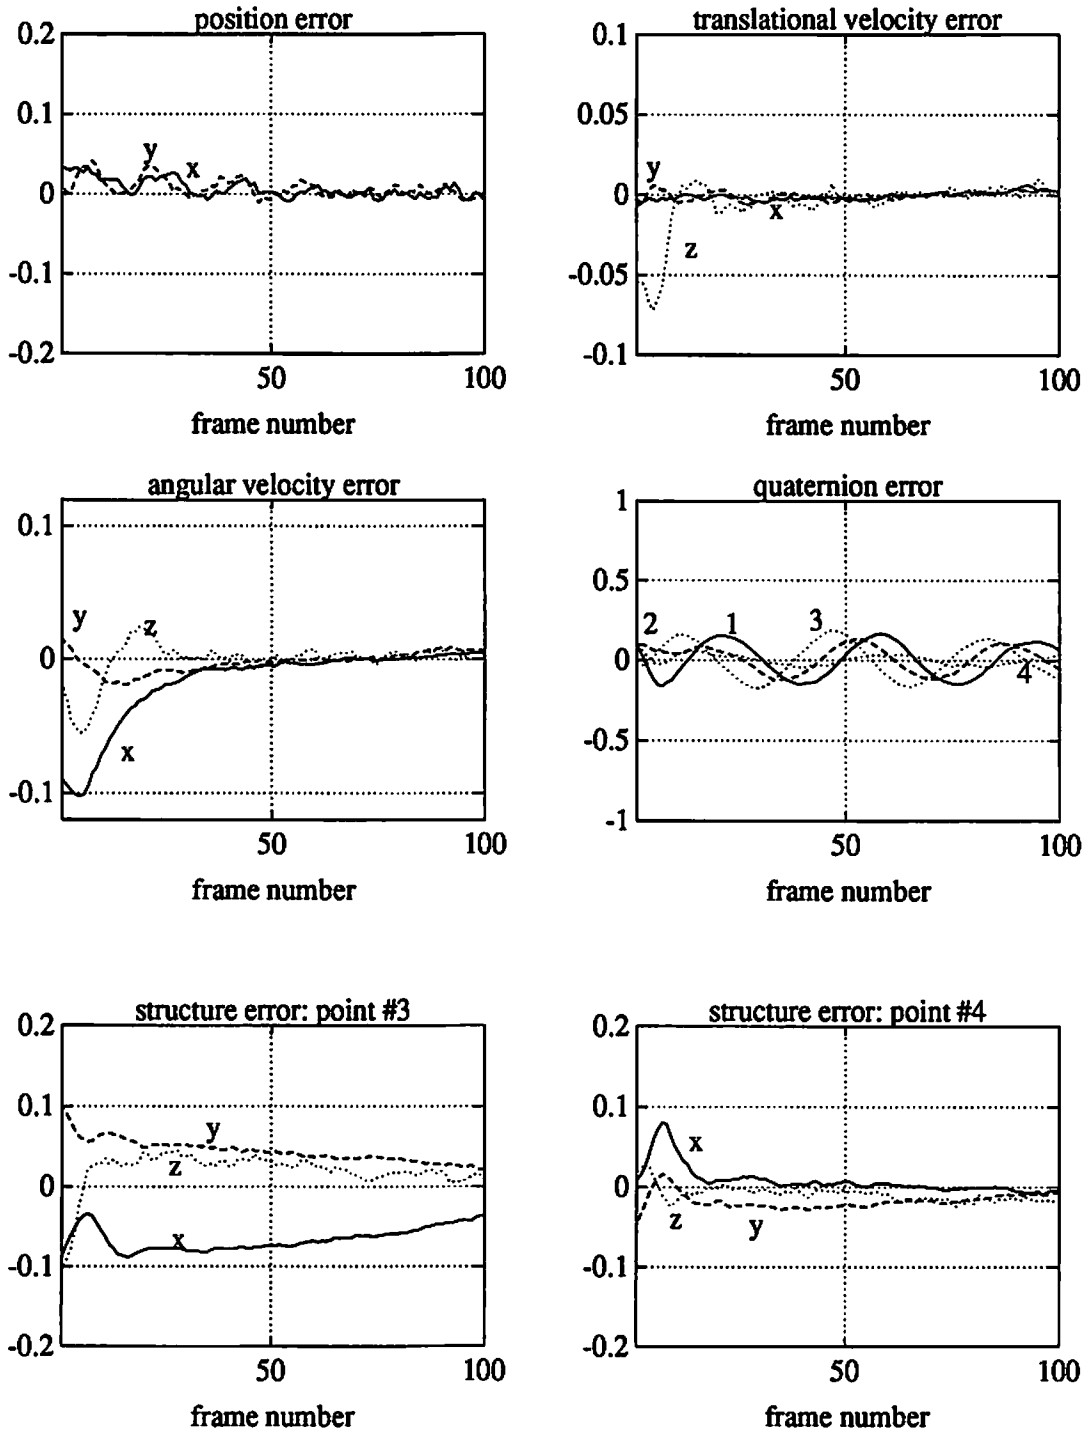 position error
0.2
0.1
0
-0.1
-0.2
y
x
50
100
frame number
translational velocity error
0.1
0.05
0
-0.05
-0.1
y
x
z
50
100
frame number
angular velocity error
0.1
0
-0.1
y
z
x
50
100
frame number
quaternion error
1
0.5
0
-0.5
-1
2
1
3
4
50
100
frame number
structure error: point #3
0.2
0.1
0
-0.1
-0.2
y
z
x
50
100
frame number
structure error: point #4
0.2
0.1
0
-0.1
-0.2
x
z
y
50
100
frame number